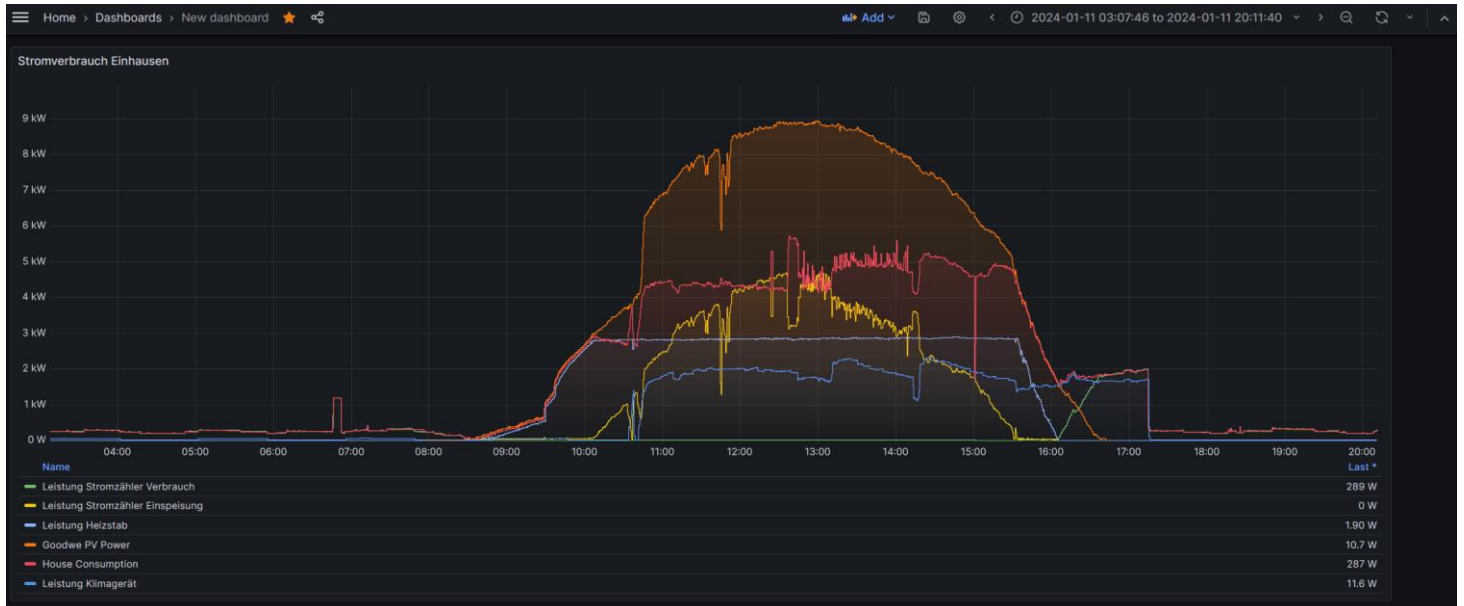 Home › Dashboards › New dashboard Add 2024-01-11 03:07:46 to 2024-01-11 20:11:40
Stromverbrauch Einhausen
9 kW
8 kW
7 kW
6 kW
5 kW
4 kW
3 kW
2 kW
1 kW
0 W
04:00 05:00 06:00 07:00 08:00 09:00 10:00 11:00 12:00 13:00 14:00 15:00 16:00 17:00 18:00 19:00 20:00
Name Last *
Leistung Stromzähler Verbrauch 289 W
Leistung Stromzähler Einspeisung 0 W
Leistung Heizstab 1.90 W
Goodwe PV Power 10.7 W
House Consumption 287 W
Leistung Klimagerät 11.6 W